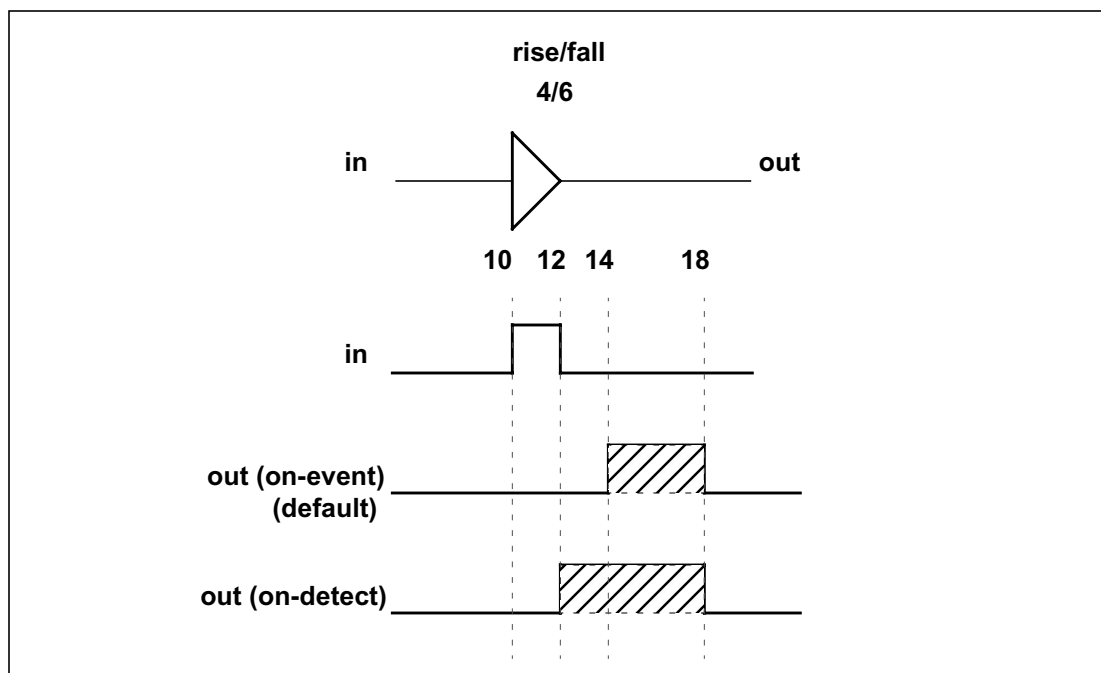 rise/fall
4/6
in
out
10 12 14 18
in
out (on-event)
(default)
out (on-detect)